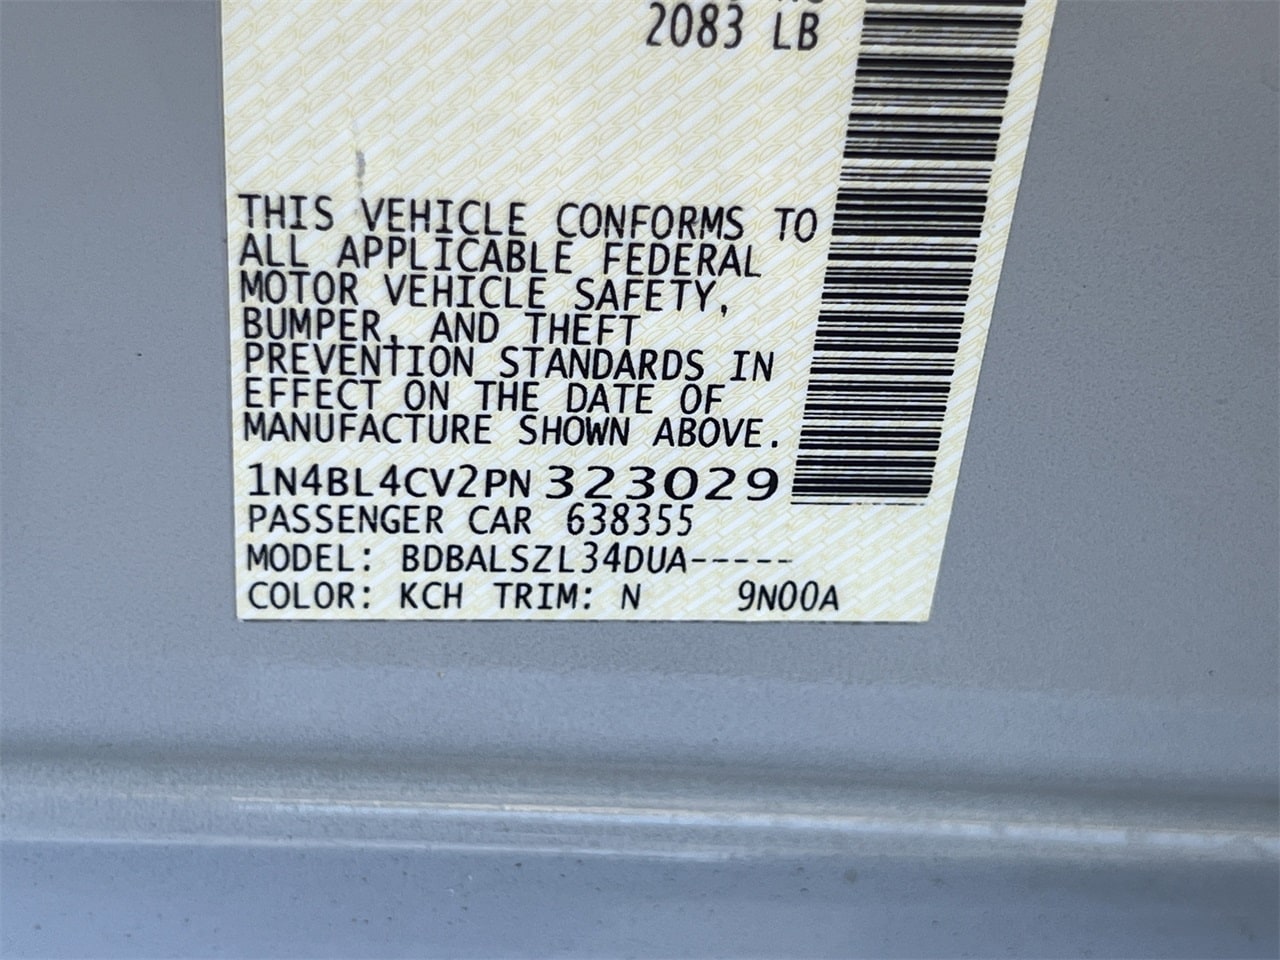 2083 LB
THIS VEHICLE CONFORMS TO
ALL APPLICABLE FEDERAL
MOTOR VEHICLE SAFETY,
BUMPER, AND THEFT
PREVENTION STANDARDS IN
EFFECT ON THE DATE OF
MANUFACTURE SHOWN ABOVE.
1N4BL4CV2PN323029
PASSENGER CAR 638355
MODEL: BDBALSZL34DUA-----
COLOR: KCH TRIM: N 9N00A